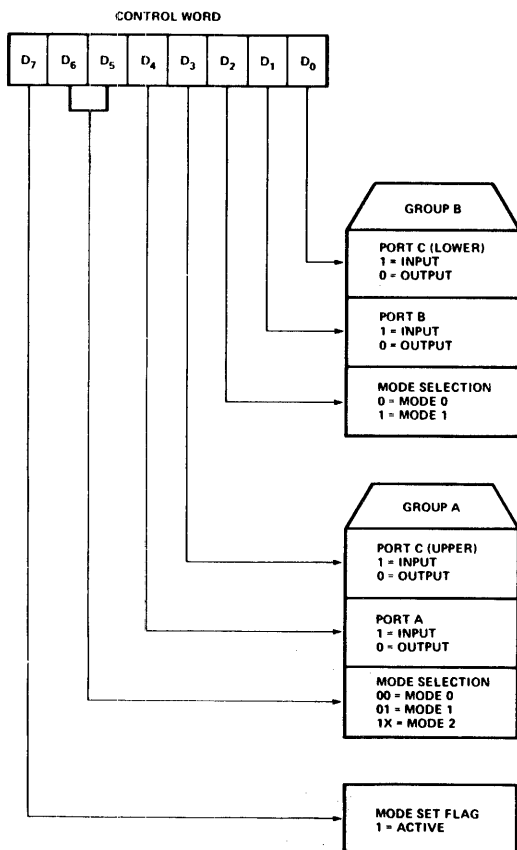 CONTROL WORD
D7 D6 D5 D4 D3 D2 D1 D0
GROUP B
PORT C (LOWER)
1 = INPUT
0 = OUTPUT
PORT B
1 = INPUT
0 = OUTPUT
MODE SELECTION
0 = MODE 0
1 = MODE 1
GROUP A
PORT C (UPPER)
1 = INPUT
0 = OUTPUT
PORT A
1 = INPUT
0 = OUTPUT
MODE SELECTION
00 = MODE 0
01 = MODE 1
1X = MODE 2
MODE SET FLAG
1 = ACTIVE